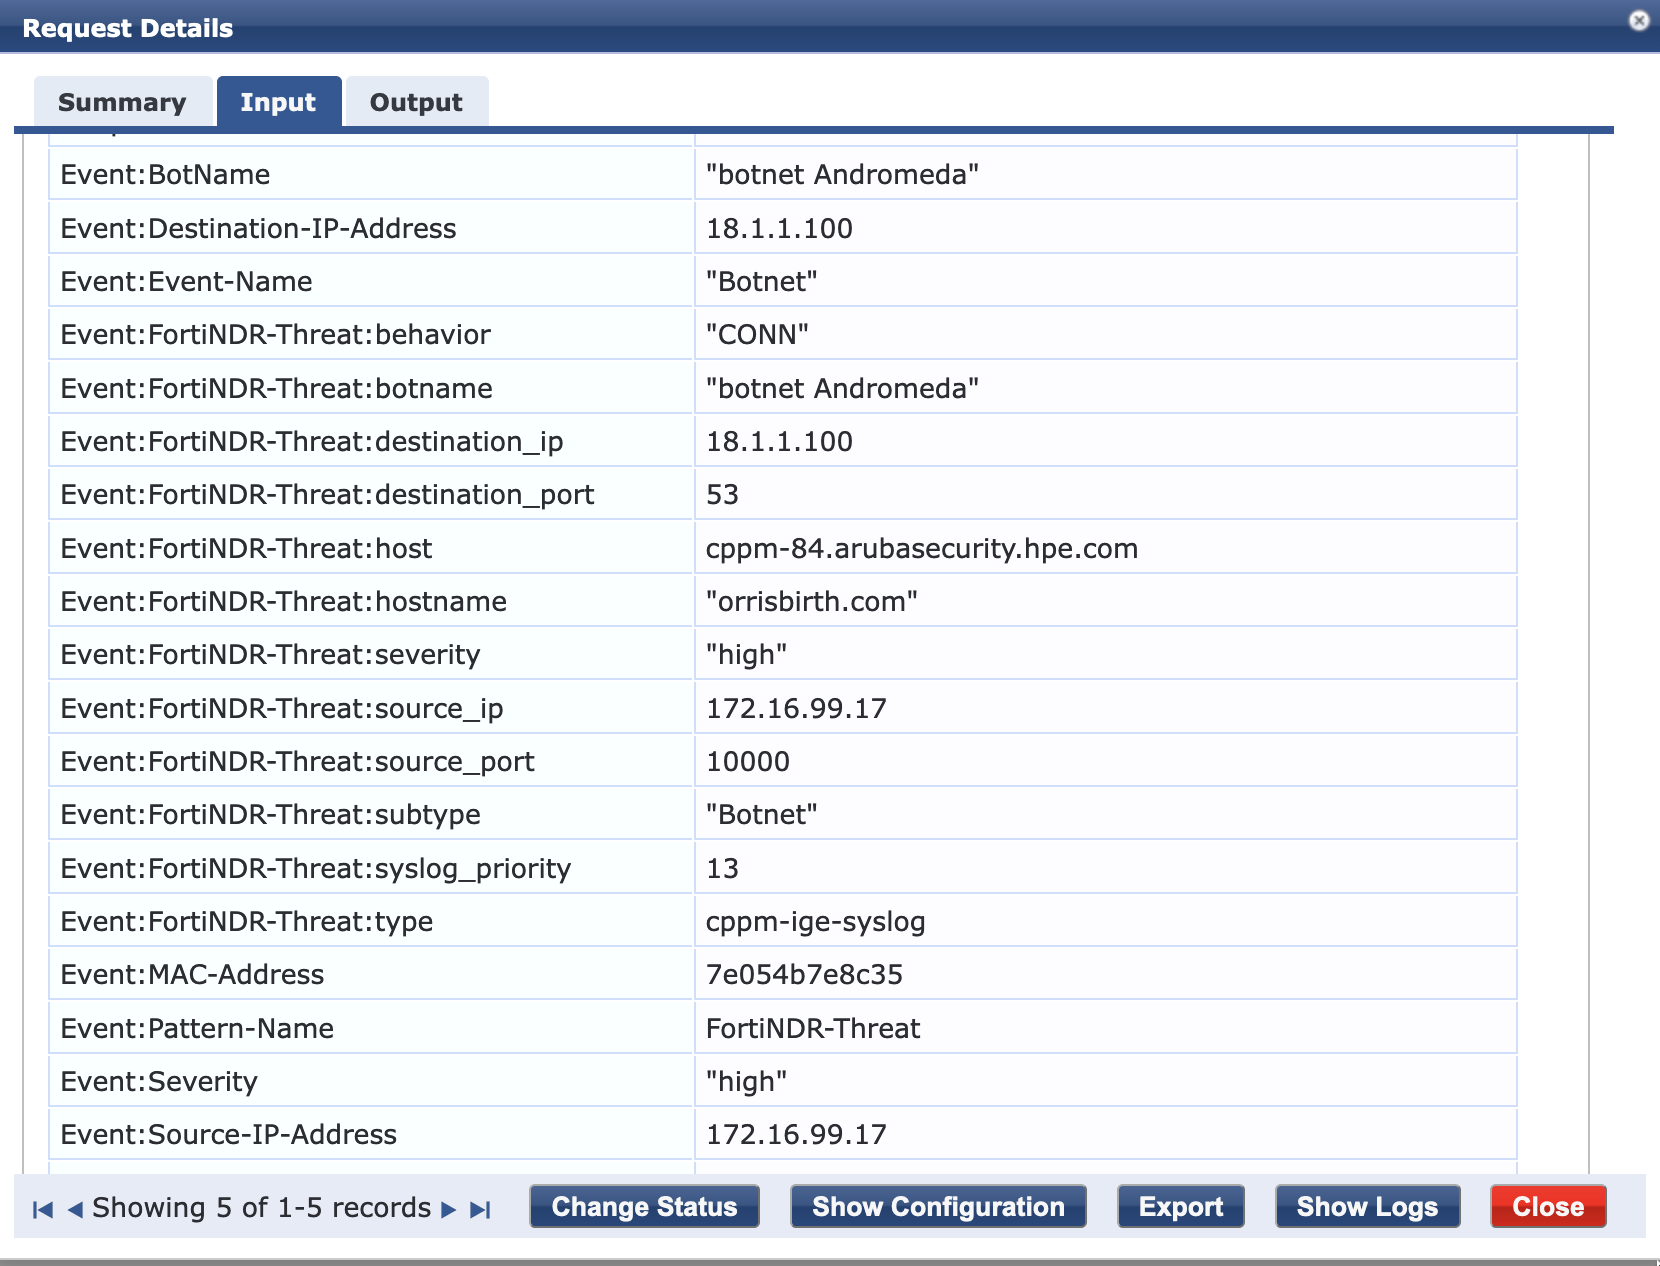 Request Details
Summary Input Output
Event:BotName "botnet Andromeda"
Event:Destination-IP-Address 18.1.1.100
Event:Event-Name "Botnet"
Event:FortiNDR-Threat:behavior "CONN"
Event:FortiNDR-Threat:botname "botnet Andromeda"
Event:FortiNDR-Threat:destination_ip 18.1.1.100
Event:FortiNDR-Threat:destination_port 53
Event:FortiNDR-Threat:host cppm-84.arubasecurity.hpe.com
Event:FortiNDR-Threat:hostname "orrisbirth.com"
Event:FortiNDR-Threat:severity "high"
Event:FortiNDR-Threat:source_ip 172.16.99.17
Event:FortiNDR-Threat:source_port 10000
Event:FortiNDR-Threat:subtype "Botnet"
Event:FortiNDR-Threat:syslog_priority 13
Event:FortiNDR-Threat:type cppm-ige-syslog
Event:MAC-Address 7e054b7e8c35
Event:Pattern-Name FortiNDR-Threat
Event:Severity "high"
Event:Source-IP-Address 172.16.99.17
Showing 5 of 1-5 records Change Status Show Configuration Export Show Logs Close